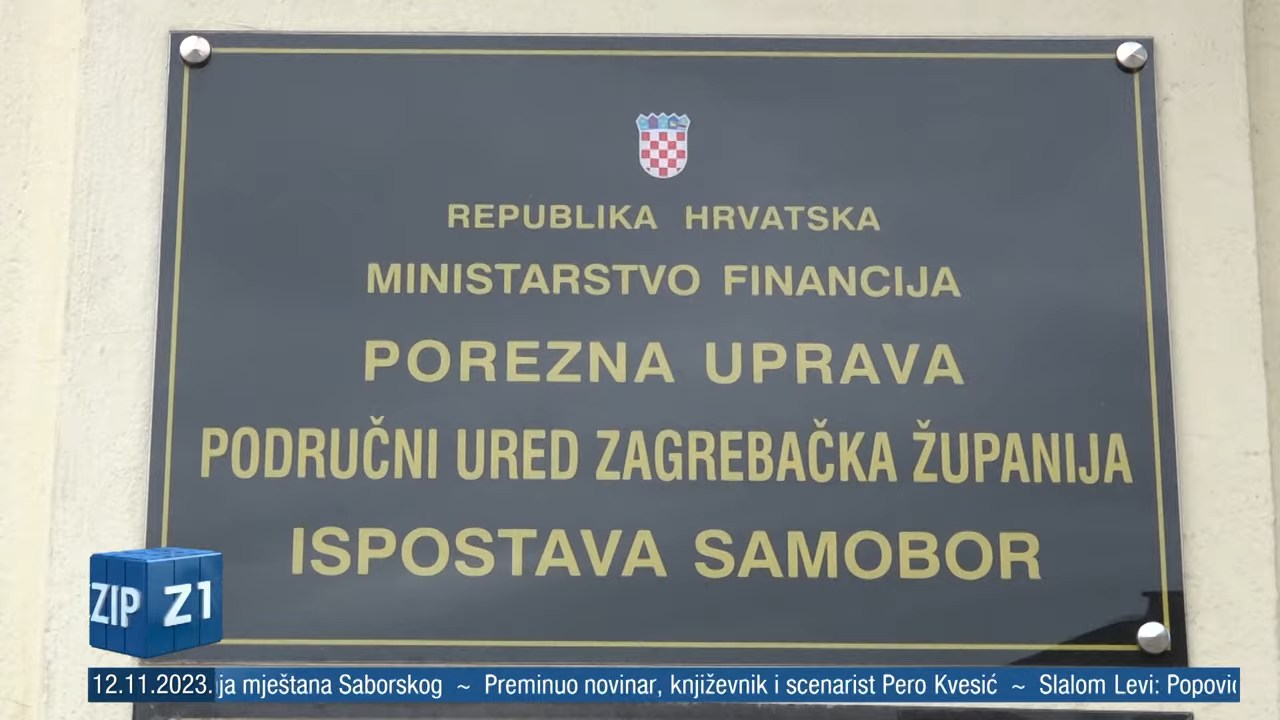 REPUBLIKA HRVATSKA
MINISTARSTVO FINANCIJA
POREZNA UPRAVA
PODRUČNI URED ZAGREBAČKA ŽUPANIJA
ISPOSTAVA SAMOBOR
ZIP Z1
12.11.2023. ja mještana Saborskog ~ Preminuo novinar, književnik i scenarist Pero Kvesić ~ Slalom Levi: